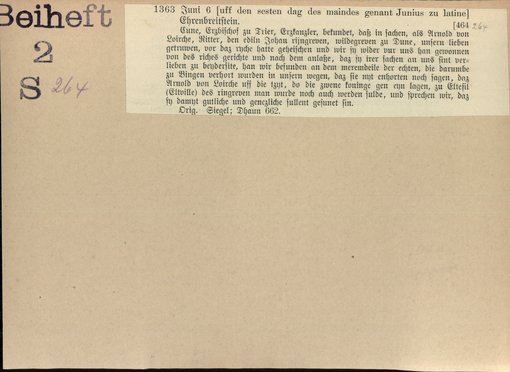 Beiheft
2
S 264
1363 Juni 6 [uff den sesten dag des maindes genant Junius zu latine]
Ehrenbreitstein. [464 264
Cune, Erzbischof zu Trier, Erzkanzler, bekundet, daß in sachen, als Arnold von
Loirche, Ritter, den ediln Johan rijngreven, wildegreven zu Dune, unsern lieben
getruwen, vor daz ryche hatte geheischen und wir sy wider vur uns han gewonnen
von des riches gerichte und nach dem anlaße, daz sy irer sachen an uns sint ver-
lieben zu beydersite, han wir befunden an dem merendeile der echten, die darumbe
zu Bingen verhort wurden in unsern wegen, daz sie nyt enhorten noch sagen, daz
Arnold von Loirche uff die tzyt, do die zwene koninge gen eyn lagen, zu Eltefil
(Eltville) des ringreven man wurde noch auch werden sulde, und sprechen wir, daz
sy damyt gutliche und genczliche sullent gesunet sin.
Orig. Siegel; Dhaun 662.